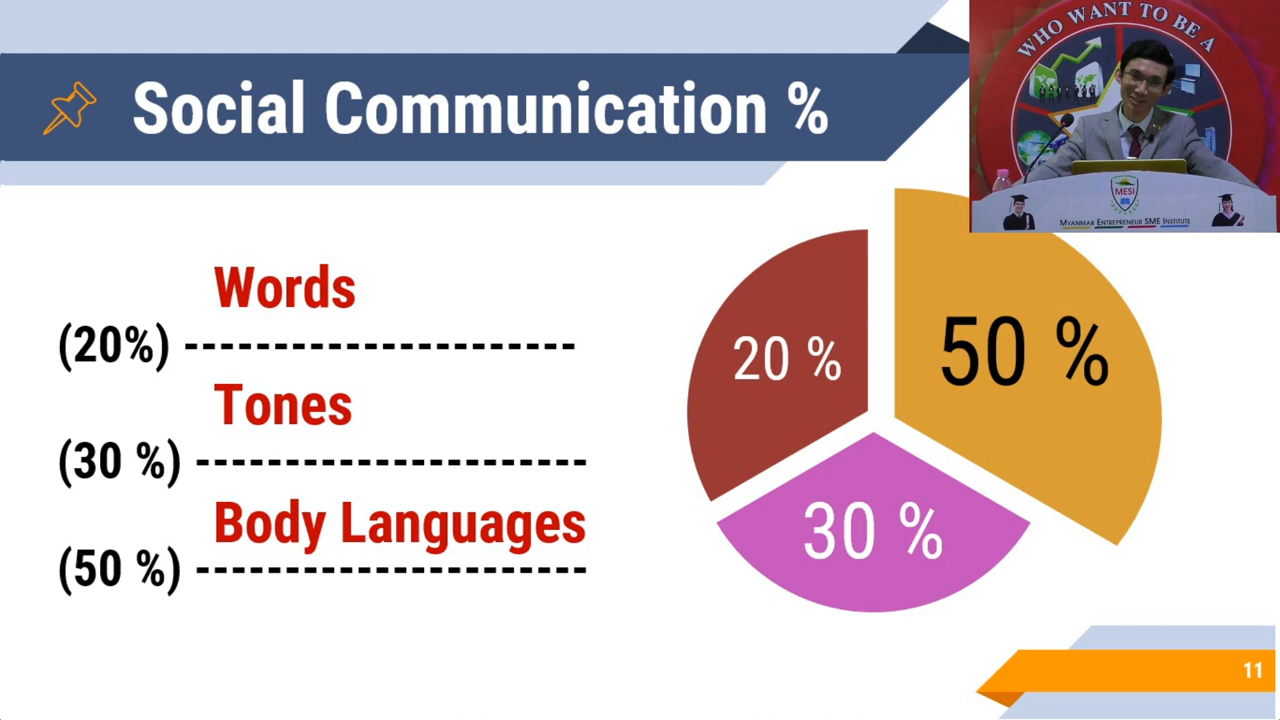 Social Communication %
WHO WANT TO BE A
MESI
MYANMAR ENTREPRENEUR SME INSTITUTE
Words
(20%) ----------------------
Tones
(30 %) ----------------------
Body Languages
(50 %) ----------------------
20 %
50 %
30 %
11